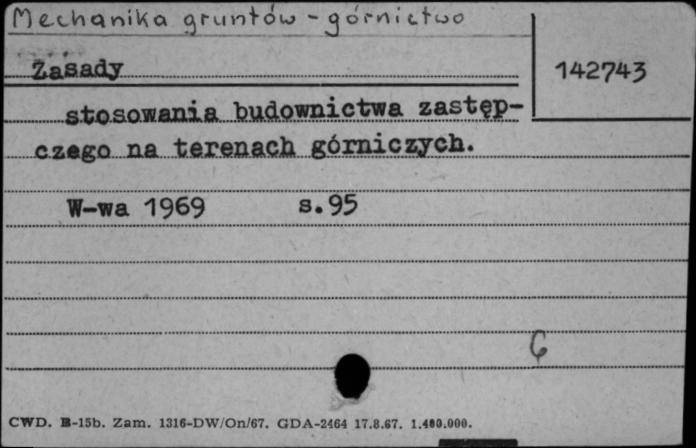 Mechanika gruntów - górnictwo
142743
Zasady
stosowania budownictwa zastęp-
czego na terenach górniczych.
W-wa 1969 s.95
6
CWD. B-15b. Zam. 1316-DW/On/67. GDA-2464 17.8.67. 1.480.000.